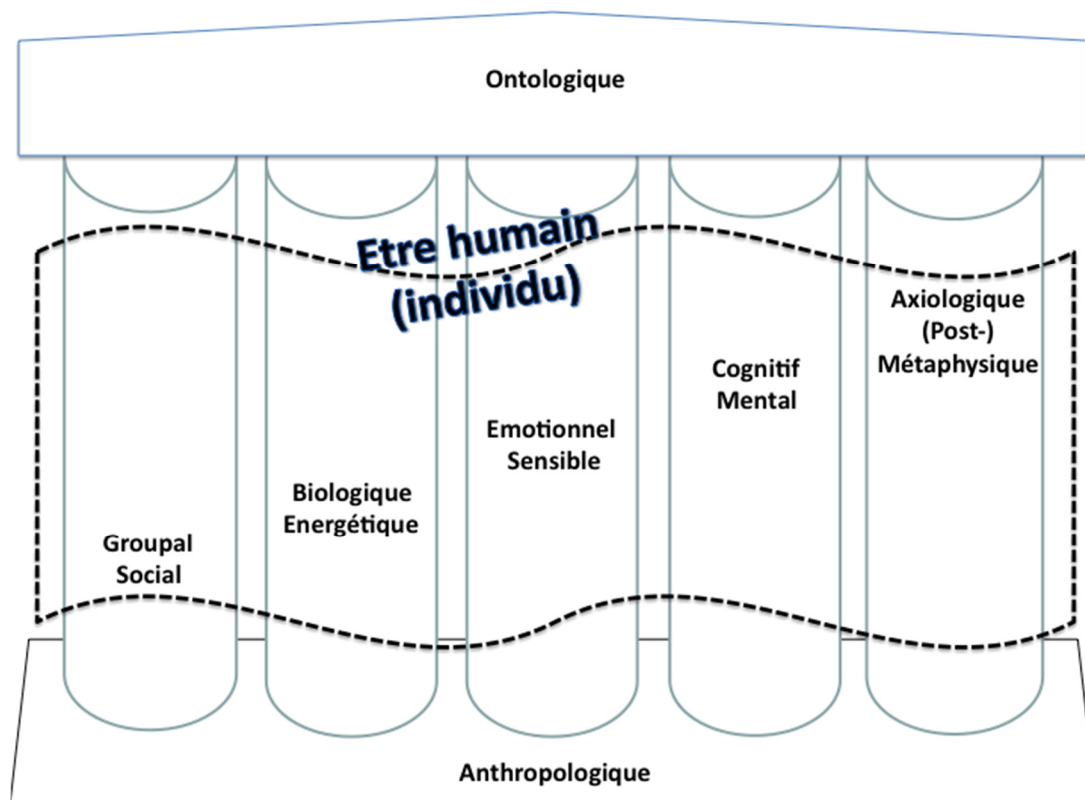 Ontologique
Etre humain
(individu)
Axiologique
(Post-)
Métaphysique
Cognitif
Mental
Emotionnel
Sensible
Biologique
Energétique
Groupal
Social
Anthropologique